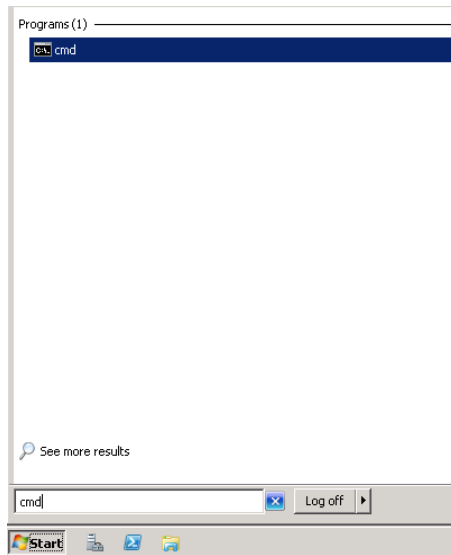 Programs (1)
cmd
See more results
cmd
Log off
Start